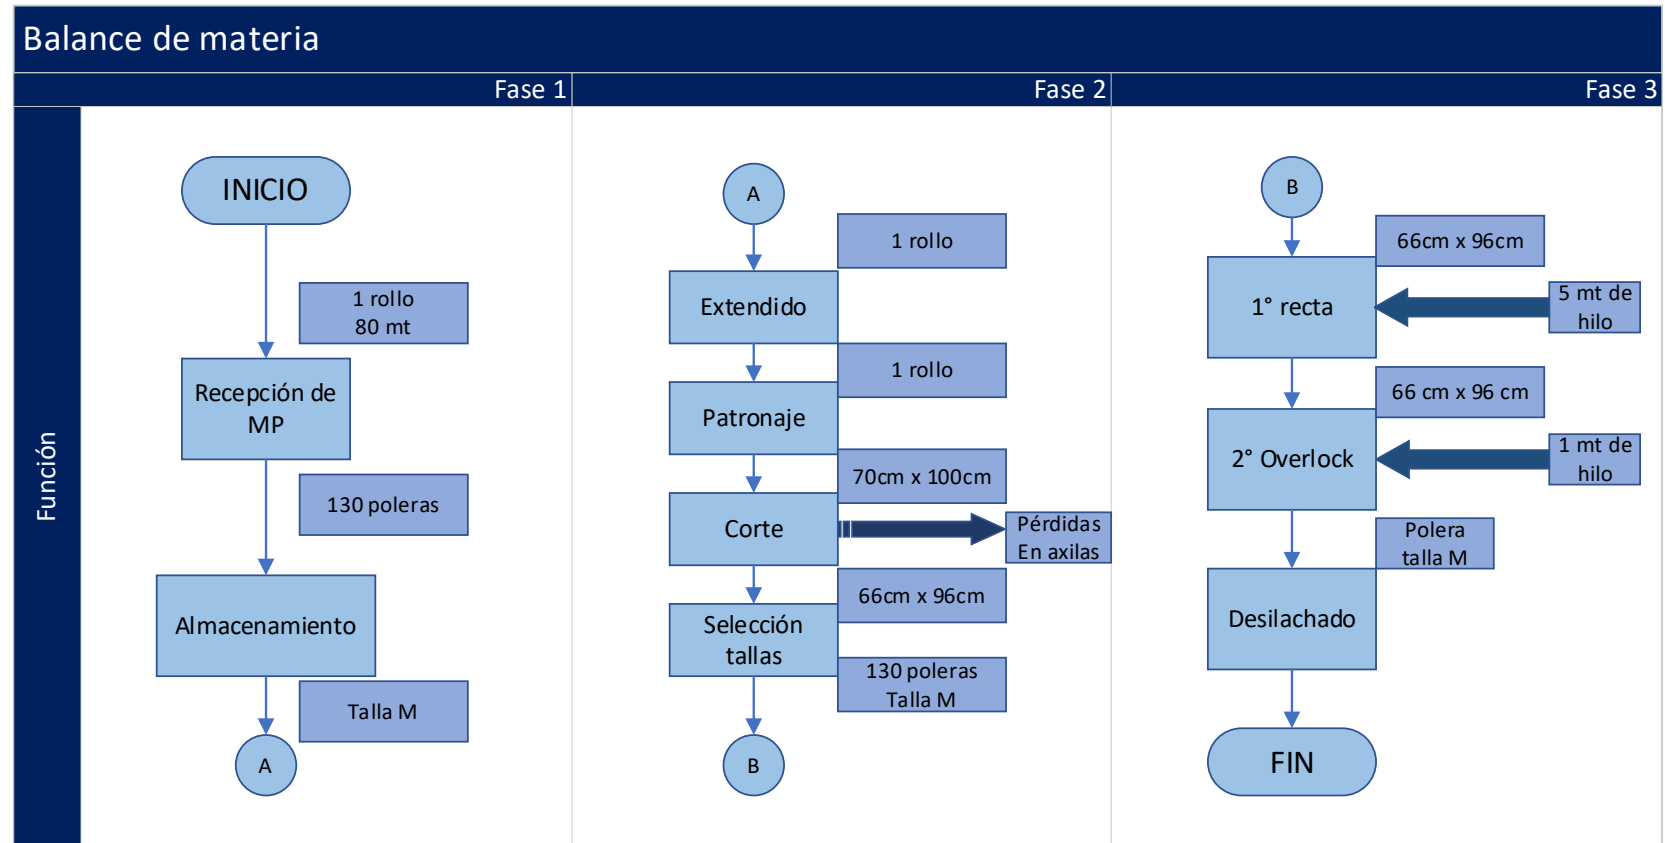 Balance de materia
Fase 1
Fase 2
Fase 3
Función
INICIO
1 rollo
80 mt
Recepción de
MP
130 poleras
Almacenamiento
Talla M
A
A
1 rollo
Extendido
1 rollo
Patronaje
70cm x 100cm
Corte
Pérdidas
En axilas
66cm x 96cm
Selección
tallas
130 poleras
Talla M
B
B
66cm x 96cm
1° recta
5 mt de
hilo
66 cm x 96 cm
2° Overlock
1 mt de
hilo
Polera
talla M
Desilachado
FIN